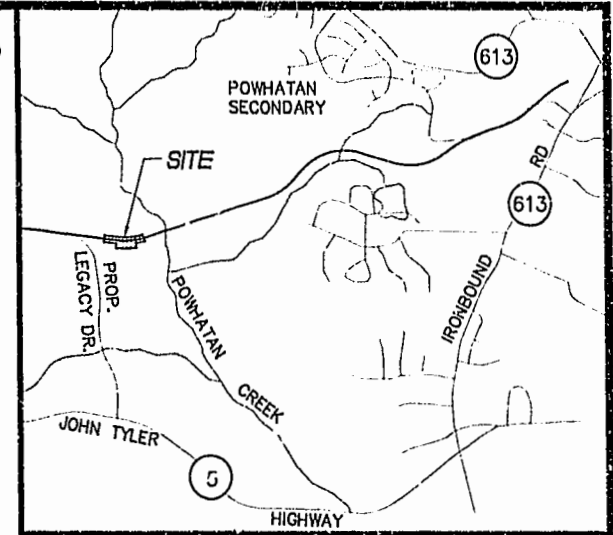 613
POWHATAN
SECONDARY
SITE
RD
613
PROP.
LEGACY DR.
POWHATAN
CREEK
IRONBOUND
JOHN TYLER
5
HIGHWAY